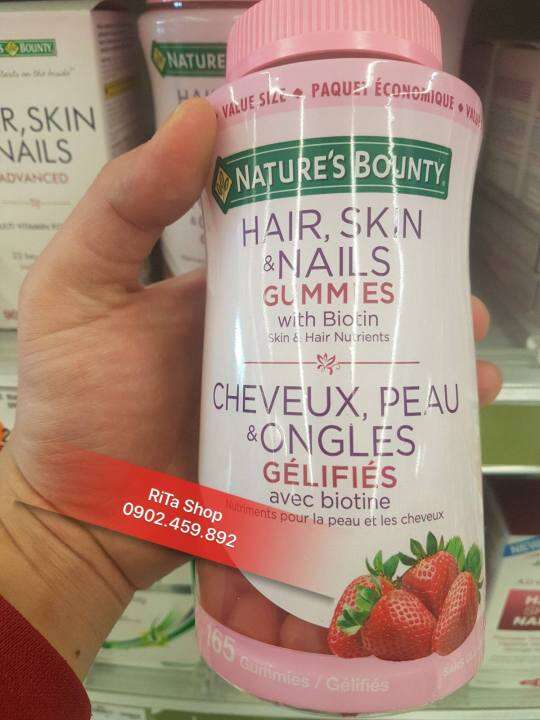 VALUE SIZE • PAQUET ÉCONOMIQUE •
NATURE'S BOUNTY
HAIR, SKIN
& NAILS
GUMMIES
with Biotin
Skin & Hair Nutrients
CHEVEUX, PEAU
& ONGLES
GÉLIFIÉS
avec biotine
Nutriments pour la peau et les cheveux
165 Gummies / Gélifiés
RiTa Shop
0902.459.892
BOUNTY
R, SKIN
NAILS
ADVANCED
NATURE
HAI